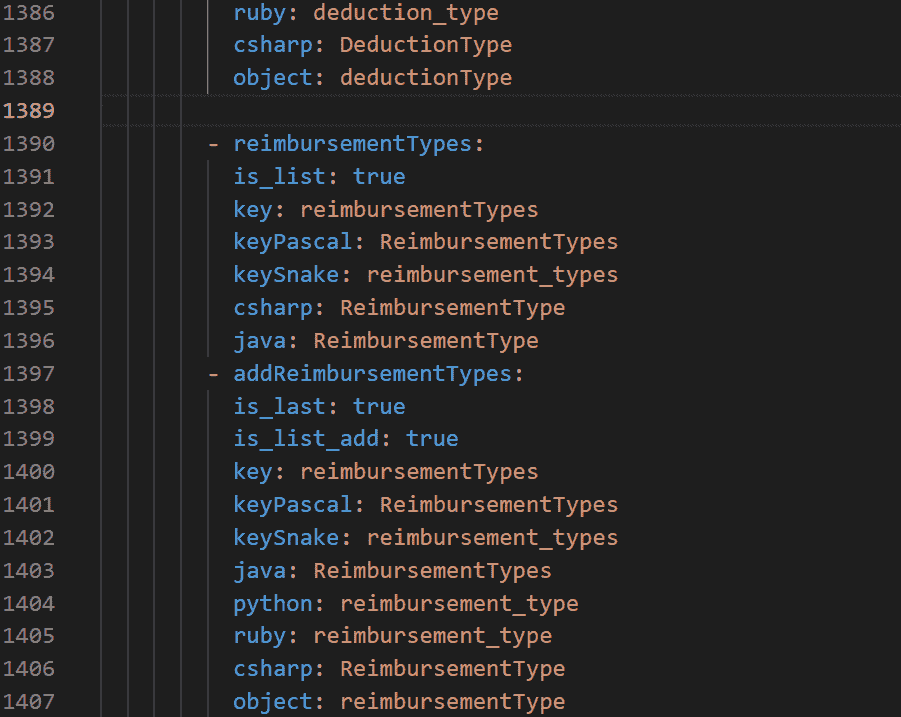 1386 ruby: deduction_type
1387 csharp: DeductionType
1388 object: deductionType
1389
1390 - reimbursementTypes:
1391 is_list: true
1392 key: reimbursementTypes
1393 keyPascal: ReimbursementTypes
1394 keySnake: reimbursement_types
1395 csharp: ReimbursementType
1396 java: ReimbursementType
1397 - addReimbursementTypes:
1398 is_last: true
1399 is_list_add: true
1400 key: reimbursementTypes
1401 keyPascal: ReimbursementTypes
1402 keySnake: reimbursement_types
1403 java: ReimbursementTypes
1404 python: reimbursement_type
1405 ruby: reimbursement_type
1406 csharp: ReimbursementType
1407 object: reimbursementType